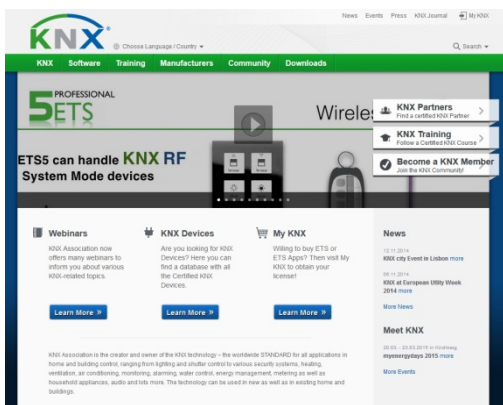 News Events Press KNX Journal My KNX
KNX
Choose Language / Country
Search
KNX Software Training Manufacturers Community Downloads
5 PROFESSIONAL
ETS
Wireles
ETS5 can handle KNX RF
System Mode devices
KNX Partners
Find a certified KNX Partner
KNX Training
Follow a Certified KNX Course
Become a KNX Member
Join the KNX Community!
Webinars
KNX Association now
offers many webinars to
inform you about various
KNX-related topics.
Learn More »
KNX Devices
Are you looking for KNX
Devices? Here you can
find a database with all
the Certified KNX
Devices.
Learn More »
My KNX
Willing to buy ETS or
ETS Apps? Then visit My
KNX to obtain your
license!
Learn More »
News
12.11.2014
KNX city Event in Lisbon more
06.11.2014
KNX at European Utility Week
2014 more
More News
Meet KNX
myenergydays 2015 more
More Events
KNX Association is the creator and owner of the KNX technology – the worldwide STANDARD for all applications in
home and building control, ranging from lighting and shutter control to various security systems, heating,
ventilation, air conditioning, monitoring, alarming, water control, energy management, metering as well as
household appliances, audio and lots more. The technology can be used in new as well as in existing home and
buildings.